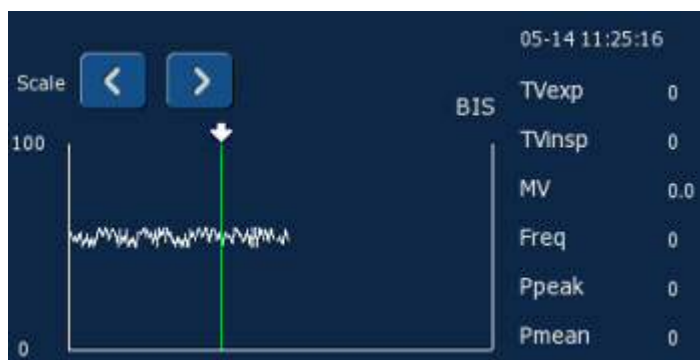 05-14 11:25:16
Scale
BIS
100
0
TVexp 0
TVinsp 0
MV 0.0
Freq 0
Ppeak 0
Pmean 0